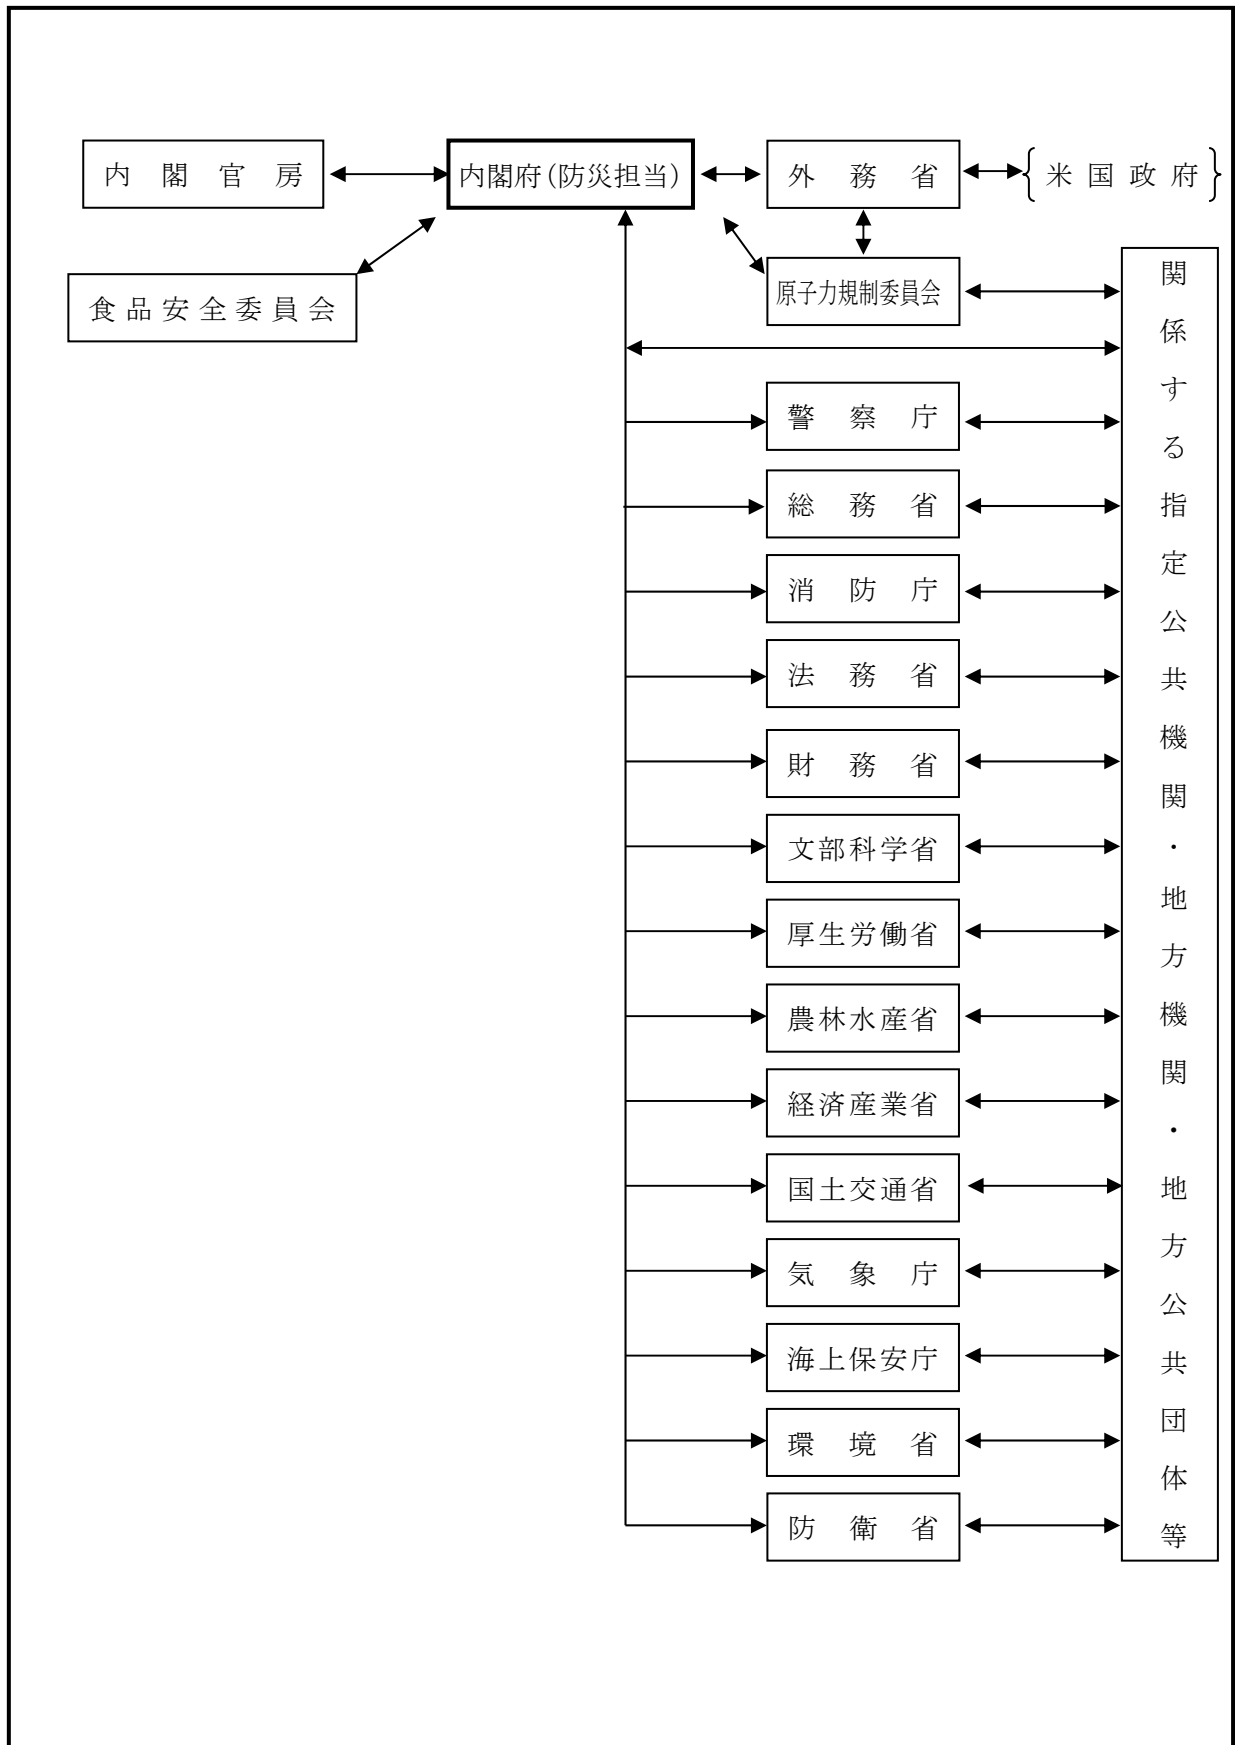 内閣官房
内閣府(防災担当)
外務省
米国政府
食品安全委員会
原子力規制委員会
関係する指定公共機関・地方機関・地方公共団体等
警察庁
総務省
消防庁
法務省
財務省
文部科学省
厚生労働省
農林水産省
経済産業省
国土交通省
気象庁
海上保安庁
環境省
防衛省